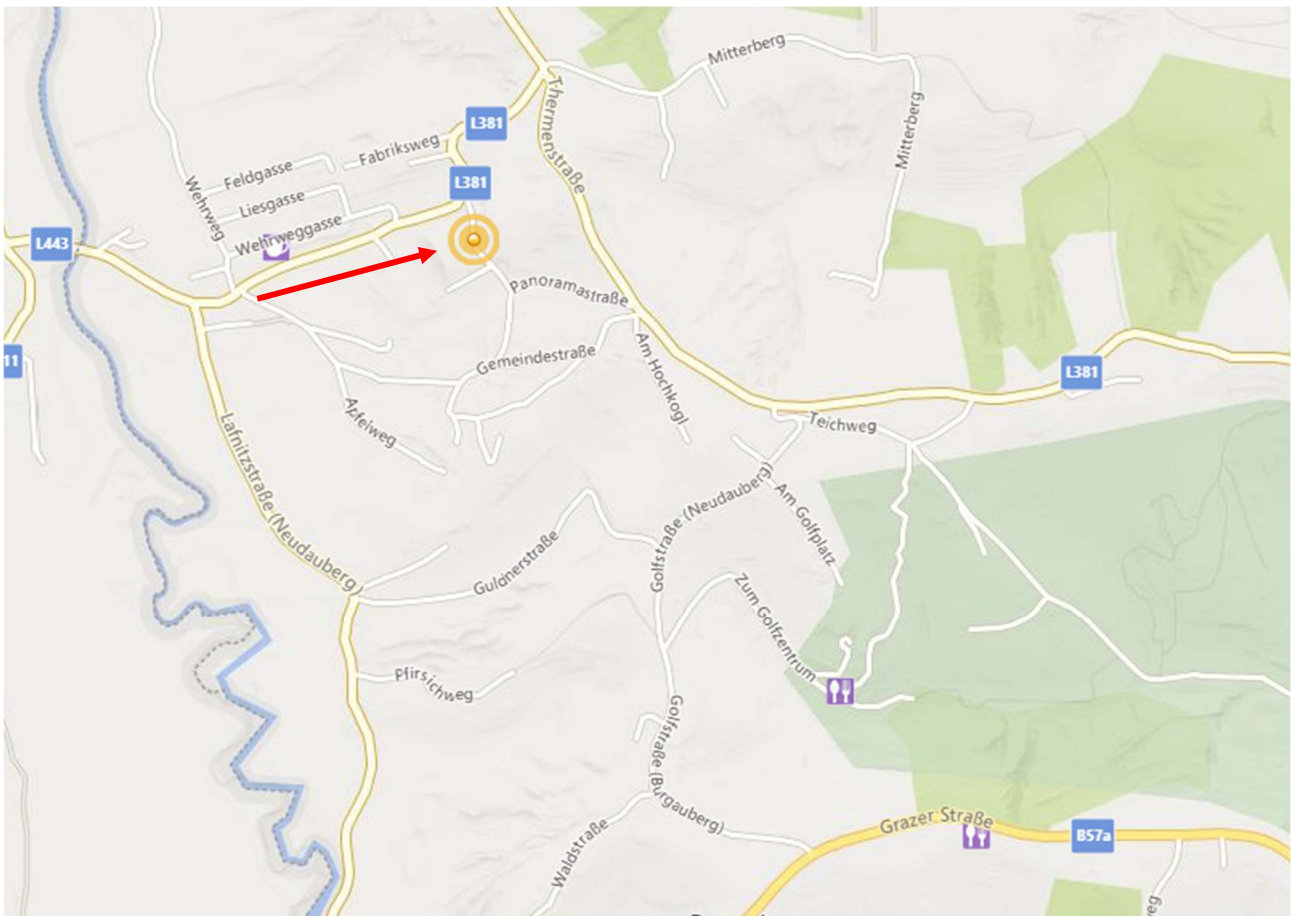 Mitterberg
Thermenstraße
Mitterberg
L381
Fabriksweg
Feldgasse
L381
Wehrweg
Liesgasse
Wehrweggasse
L443
Panoramastraße
Am Hochkogl
Gemeindestraße
11
L381
Apfelweg
Teichweg
Lafnitzstraße (Neudauberg)
Golfstraße (Neudauberg)
Am Golfplatz
Guldnerstraße
Zum Golfzentrum
Pfirsichweg
Golfstraße (Burgauberg)
Grazer Straße
B57a
Waldstraße
eg